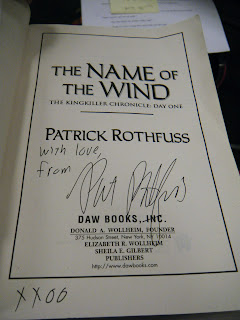 THE NAME OF
THE WIND
THE KINGKILLER CHRONICLE: DAY ONE
PATRICK ROTHFUSS
with love,
from Pat Rothfuss
DAW BOOKS, INC.
DONALD A. WOLLHEIM, FOUNDER
375 Hudson Street, New York, NY 10014
ELIZABETH R. WOLLHEIM
SHEILA E. GILBERT
PUBLISHERS
http://www.dawbooks.com
XXOO